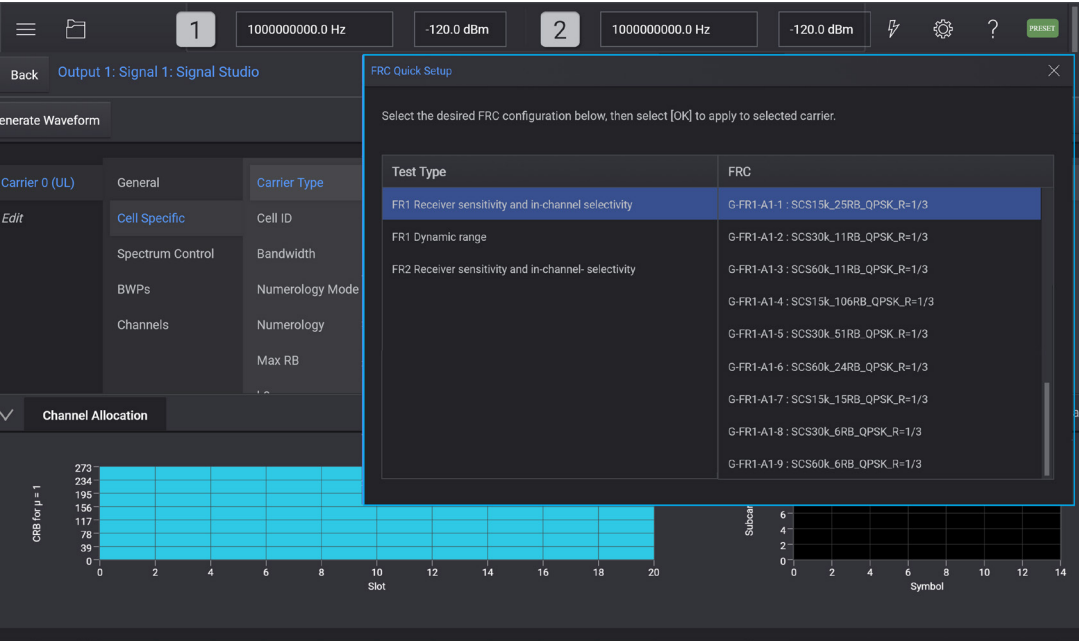 1 1000000000.0 Hz -120.0 dBm 2 1000000000.0 Hz -120.0 dBm ? PRESET
Back Output 1: Signal 1: Signal Studio
enerate Waveform
Carrier 0 (UL)
Edit
General
Cell Specific
Spectrum Control
BWPs
Channels
Carrier Type
Cell ID
Bandwidth
Numerology Mode
Numerology
Max RB
FRC Quick Setup
Select the desired FRC configuration below, then select [OK] to apply to selected carrier.
Test Type FRC
FR1 Receiver sensitivity and in-channel selectivity G-FR1-A1-1 : SCS15k_25RB_QPSK_R=1/3
FR1 Dynamic range G-FR1-A1-2 : SCS30k_11RB_QPSK_R=1/3
FR2 Receiver sensitivity and in-channel- selectivity G-FR1-A1-3 : SCS60k_11RB_QPSK_R=1/3
G-FR1-A1-4 : SCS15k_106RB_QPSK_R=1/3
G-FR1-A1-5 : SCS30k_51RB_QPSK_R=1/3
G-FR1-A1-6 : SCS60k_24RB_QPSK_R=1/3
G-FR1-A1-7 : SCS15k_15RB_QPSK_R=1/3
G-FR1-A1-8 : SCS30k_6RB_QPSK_R=1/3
G-FR1-A1-9 : SCS60k_6RB_QPSK_R=1/3
Channel Allocation
CRB for μ = 1
273
234
195
156
117
78
39
0
0 2 4 6 8 10 12 14 16 18 20
Slot
Subcar
6
4
2
0
0 2 4 6 8 10 12 14
Symbol